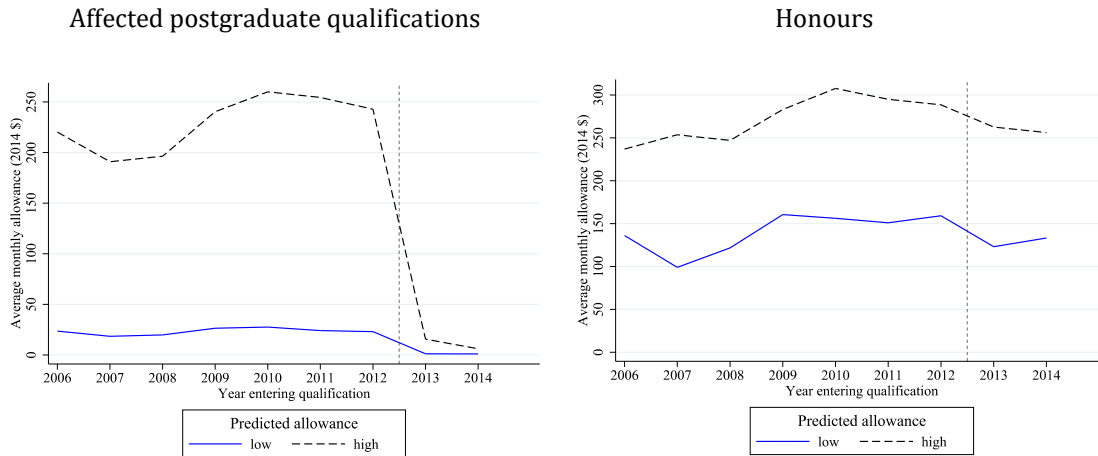 Affected postgraduate qualifications
Average monthly allowance (2014 $)
250
200
150
100
50
0
2006 2007 2008 2009 2010 2011 2012 2013 2014
Year entering qualification
Predicted allowance
low high
Honours
Average monthly allowance (2014 $)
300
250
200
150
100
50
0
2006 2007 2008 2009 2010 2011 2012 2013 2014
Year entering qualification
Predicted allowance
low high